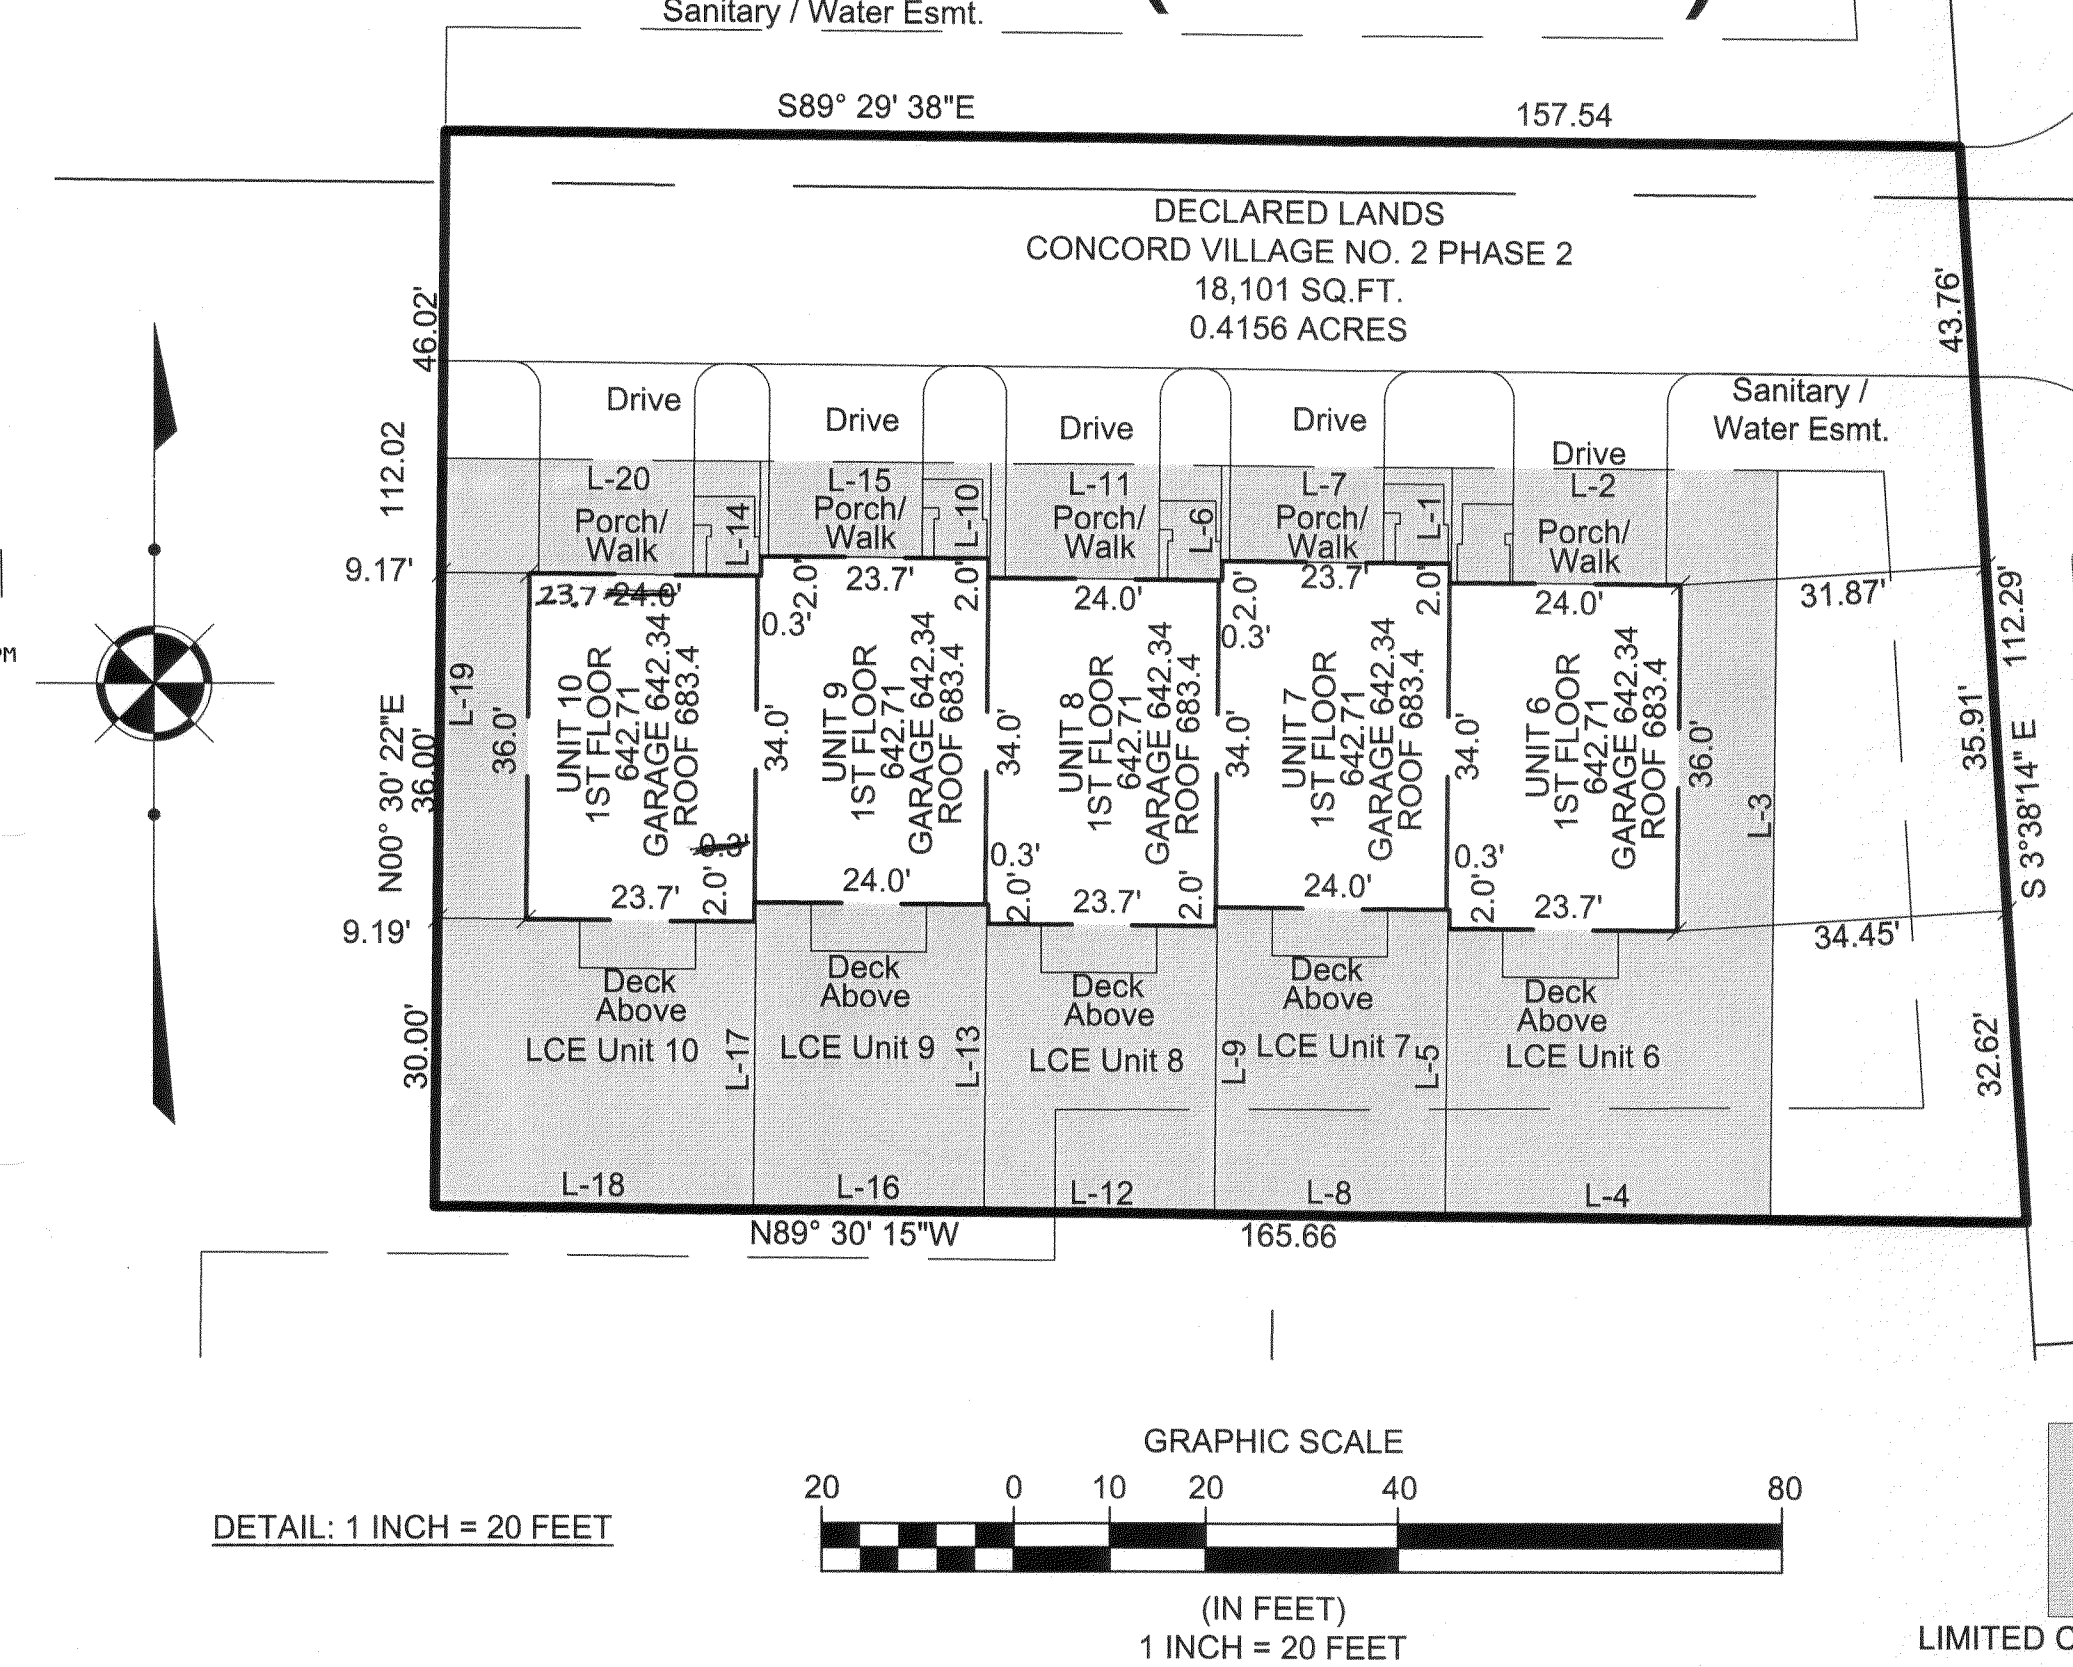 Sanitary / Water Esmt.
S89° 29' 38"E
157.54
DECLARED LANDS
CONCORD VILLAGE NO. 2 PHASE 2
18,101 SQ.FT.
0.4156 ACRES
46.02'
43.76'
Drive
Drive
Drive
Drive
Drive
Sanitary /
Water Esmt.
112.02
L-20
Porch/
Walk
L-14
L-15
Porch/
Walk
L-10
L-11
Porch/
Walk
L-6
L-7
Porch/
Walk
L-1
L-2
Porch/
Walk
9.17'
23.7 24.0'
2.0'
23.7'
2.0'
0.3'
24.0'
2.0'
23.7'
2.0'
0.3'
24.0'
31.87'
112.29'
PM
L-19
36.0'
UNIT 10
1ST FLOOR
642.71
GARAGE 642.34
ROOF 683.4
34.0'
UNIT 9
1ST FLOOR
642.71
GARAGE 642.34
ROOF 683.4
34.0'
UNIT 8
1ST FLOOR
642.71
GARAGE 642.34
ROOF 683.4
34.0'
UNIT 7
1ST FLOOR
642.71
GARAGE 642.34
ROOF 683.4
34.0'
UNIT 6
1ST FLOOR
642.71
GARAGE 642.34
ROOF 683.4
36.0'
L-3
35.91'
S 3°38'14" E
N00° 30' 22"E
36.00'
0.3'
23.7'
2.0'
24.0'
0.3'
2.0'
23.7'
2.0'
24.0'
0.3'
2.0'
23.7'
9.19'
34.45'
Deck
Above
Deck
Above
Deck
Above
Deck
Above
Deck
Above
30.00'
LCE Unit 10
L-17
LCE Unit 9
L-13
LCE Unit 8
L-9
LCE Unit 7
L-5
LCE Unit 6
32.62'
L-18
L-16
L-12
L-8
L-4
N89° 30' 15"W
165.66
GRAPHIC SCALE
20 0 10 20 40 80
DETAIL: 1 INCH = 20 FEET
(IN FEET)
1 INCH = 20 FEET
LIMITED C